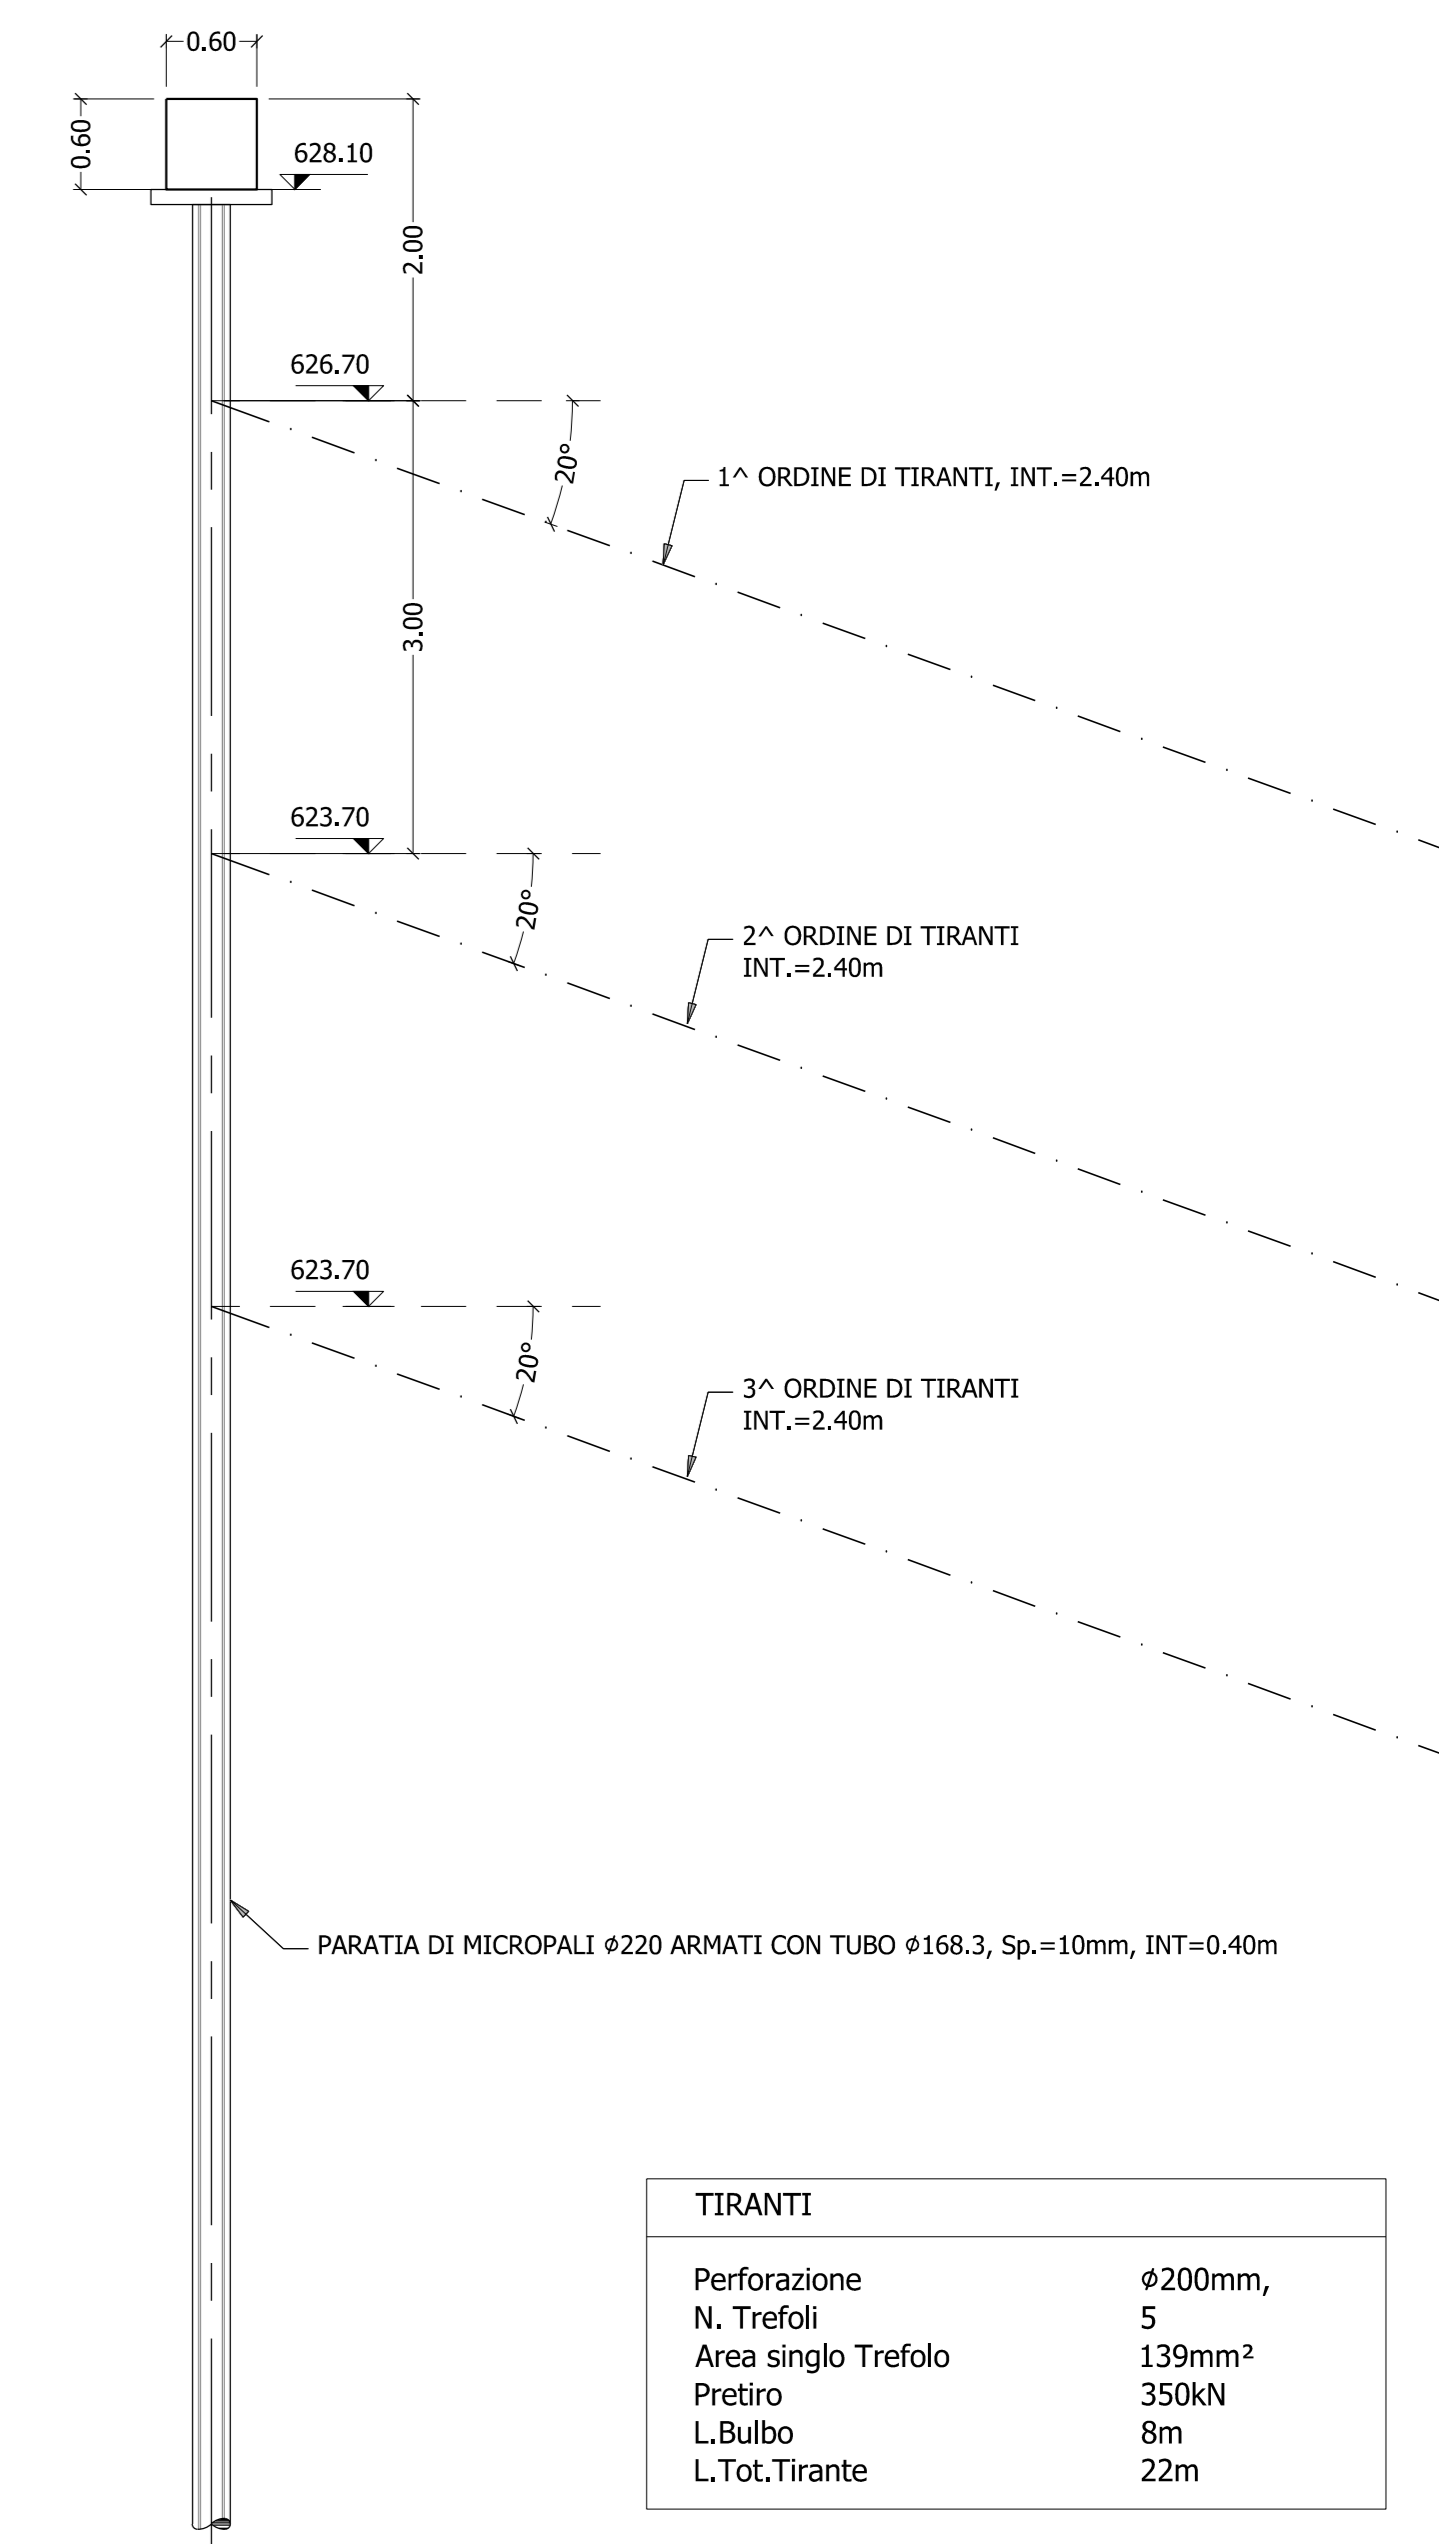 0.60
0.60
628.10
2.00
626.70
20°
1^ ORDINE DI TIRANTI, INT.=2.40m
3.00
623.70
20°
2^ ORDINE DI TIRANTI
INT.=2.40m
623.70
20°
3^ ORDINE DI TIRANTI
INT.=2.40m
PARATIA DI MICROPALI ϕ220 ARMATI CON TUBO ϕ168.3, Sp.=10mm, INT=0.40m
TIRANTI
Perforazione ϕ200mm,
N. Trefoli 5
Area singlo Trefolo 139mm²
Pretiro 350kN
L.Bulbo 8m
L.Tot.Tirante 22m